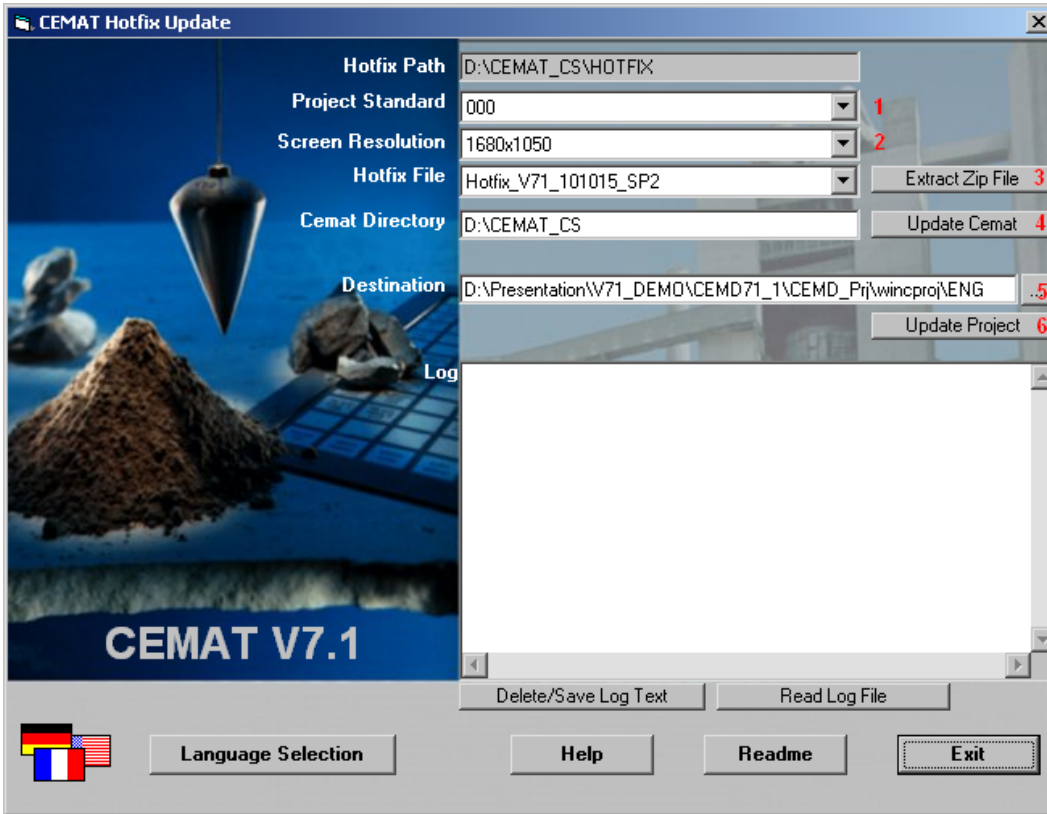 CEMAT Hotfix Update
Hotfix Path D:\CEMAT_CS\HOTFIX
Project Standard 000 1
Screen Resolution 1680x1050 2
Hotfix File Hotfix_V71_101015_SP2 Extract Zip File 3
Cemat Directory D:\CEMAT_CS Update Cemat 4
Destination D:\Presentation\V71_DEMO\CEMD71_1\CEMD_Prj\wincproj\ENG ..5
Update Project 6
Log
CEMAT V7.1
Delete/Save Log Text Read Log File
Language Selection Help Readme Exit